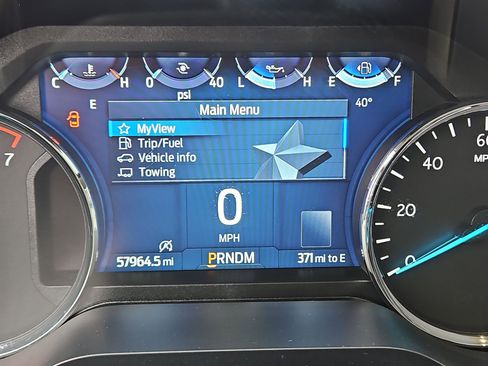 C H 0 40 L H E F
psi
E 40°
Main Menu
MyView
Trip/Fuel
Vehicle info
Towing
7
60
MP
40
20
0
0
MPH
57964.5 mi PRNDM 371 mi to E